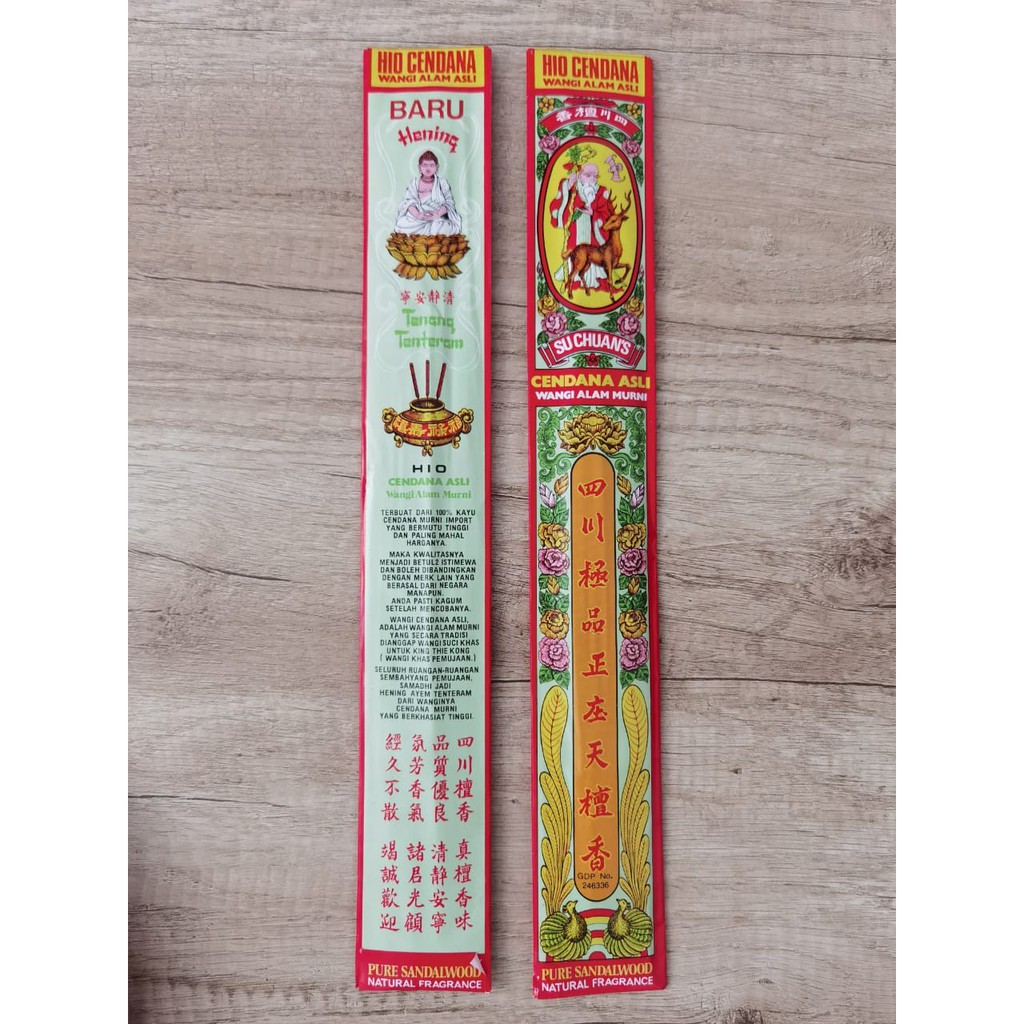 HIO CENDANA
WANGI ALAM ASLI
BARU
Hening
清靜安寧
Tenang
Tenteram
HIO
CENDANA ASLI
Wangi Alam Murni
TERBUAT DARI 100% KAYU
CENDANA MURNI IMPORT
YANG BERMUTU TINGGI
DAN PALING MAHAL
HARGANYA.
MAKA KWALITASNYA
MENJADI BETUL2 ISTIMEWA
DAN BOLEH DIBANDINGKAN
DENGAN MERK LAIN YANG
BERASAL DARI NEGARA
MANAPUN.
ANDA PASTI KAGUM
SETELAH MENCOBANYA.
WANGI CENDANA ASLI,
ADALAH WANGI ALAM MURNI
YANG SECARA TRADISI
DIANGGAP WANGI SUCI KHAS
UNTUK KING THIE KONG
( WANGI KHAS PEMUJAAN.)
SELURUH RUANGAN-RUANGAN
SEMBAHYANG PEMUJAAN,
SAMADHI JADI
HENING AYEM TENTERAM
DARI WANGINYA
CENDANA MURNI
YANG BERKHASIAT TINGGI.
四川檀香
品質優良
氛芳香氣
經久不散
真檀香味
清靜安寧
諸君光顧
竭誠歡迎
PURE SANDALWOOD
NATURAL FRAGRANCE
HIO CENDANA
WANGI ALAM ASLI
四川檀香
SU CHUAN'S
CENDANA ASLI
WANGI ALAM MURNI
四川極品正庄天檀香
GDP No.
246336
PURE SANDALWOOD
NATURAL FRAGRANCE